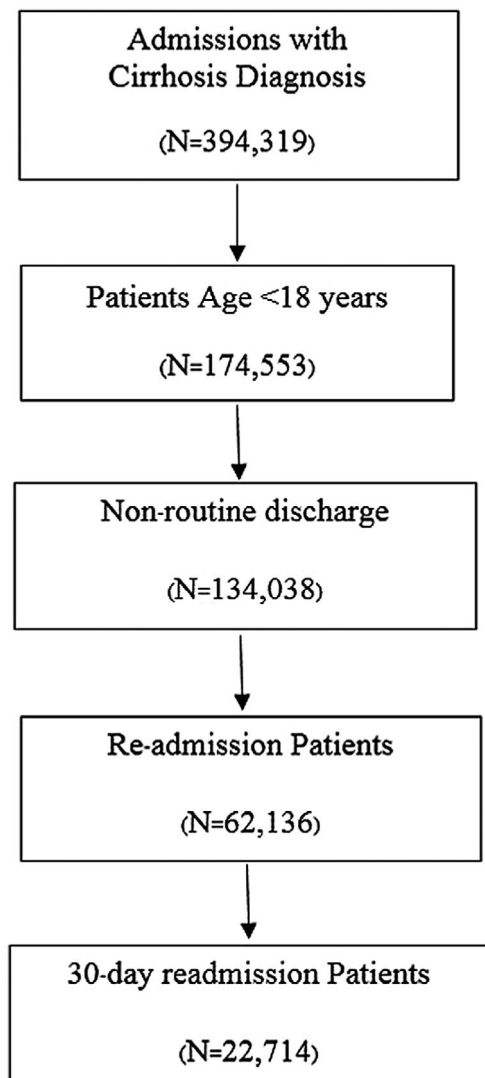 Admissions with
Cirrhosis Diagnosis
(N=394,319)
Patients Age <18 years
(N=174,553)
Non-routine discharge
(N=134,038)
Re-admission Patients
(N=62,136)
30-day readmission Patients
(N=22,714)